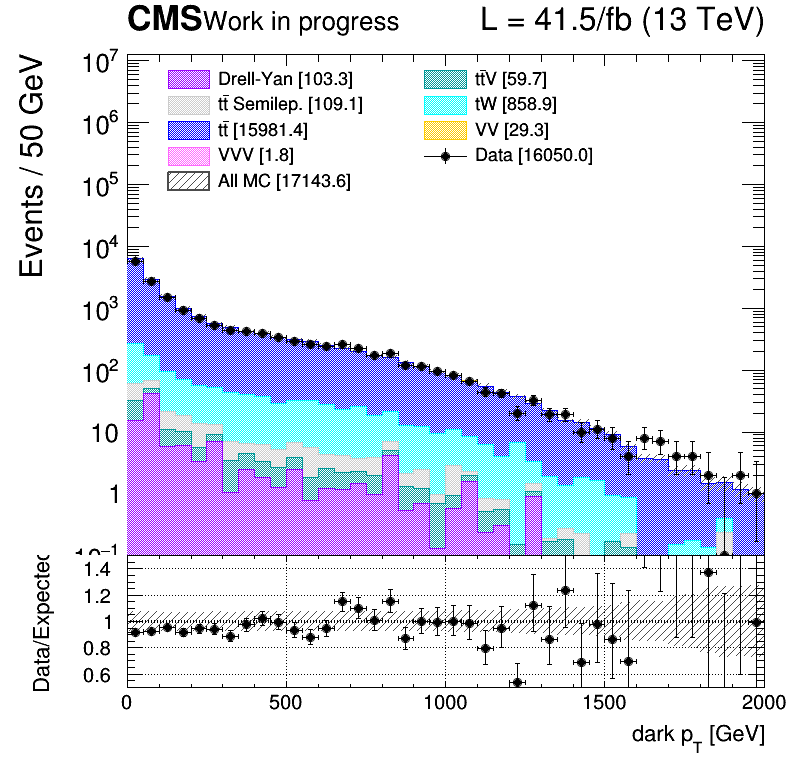 CMS Work in progress L = 41.5/fb (13 TeV)
Events / 50 GeV
10⁷
10⁶
10⁵
10⁴
10³
10²
10
1
10⁻¹
Drell-Yan [103.3]
tt̄ Semilep. [109.1]
tt̄ [15981.4]
VVV [1.8]
All MC [17143.6]
tt̄V [59.7]
tW [858.9]
VV [29.3]
Data [16050.0]
Data/Expected
1.4
1.2
1
0.8
0.6
0 500 1000 1500 2000
dark p_T [GeV]